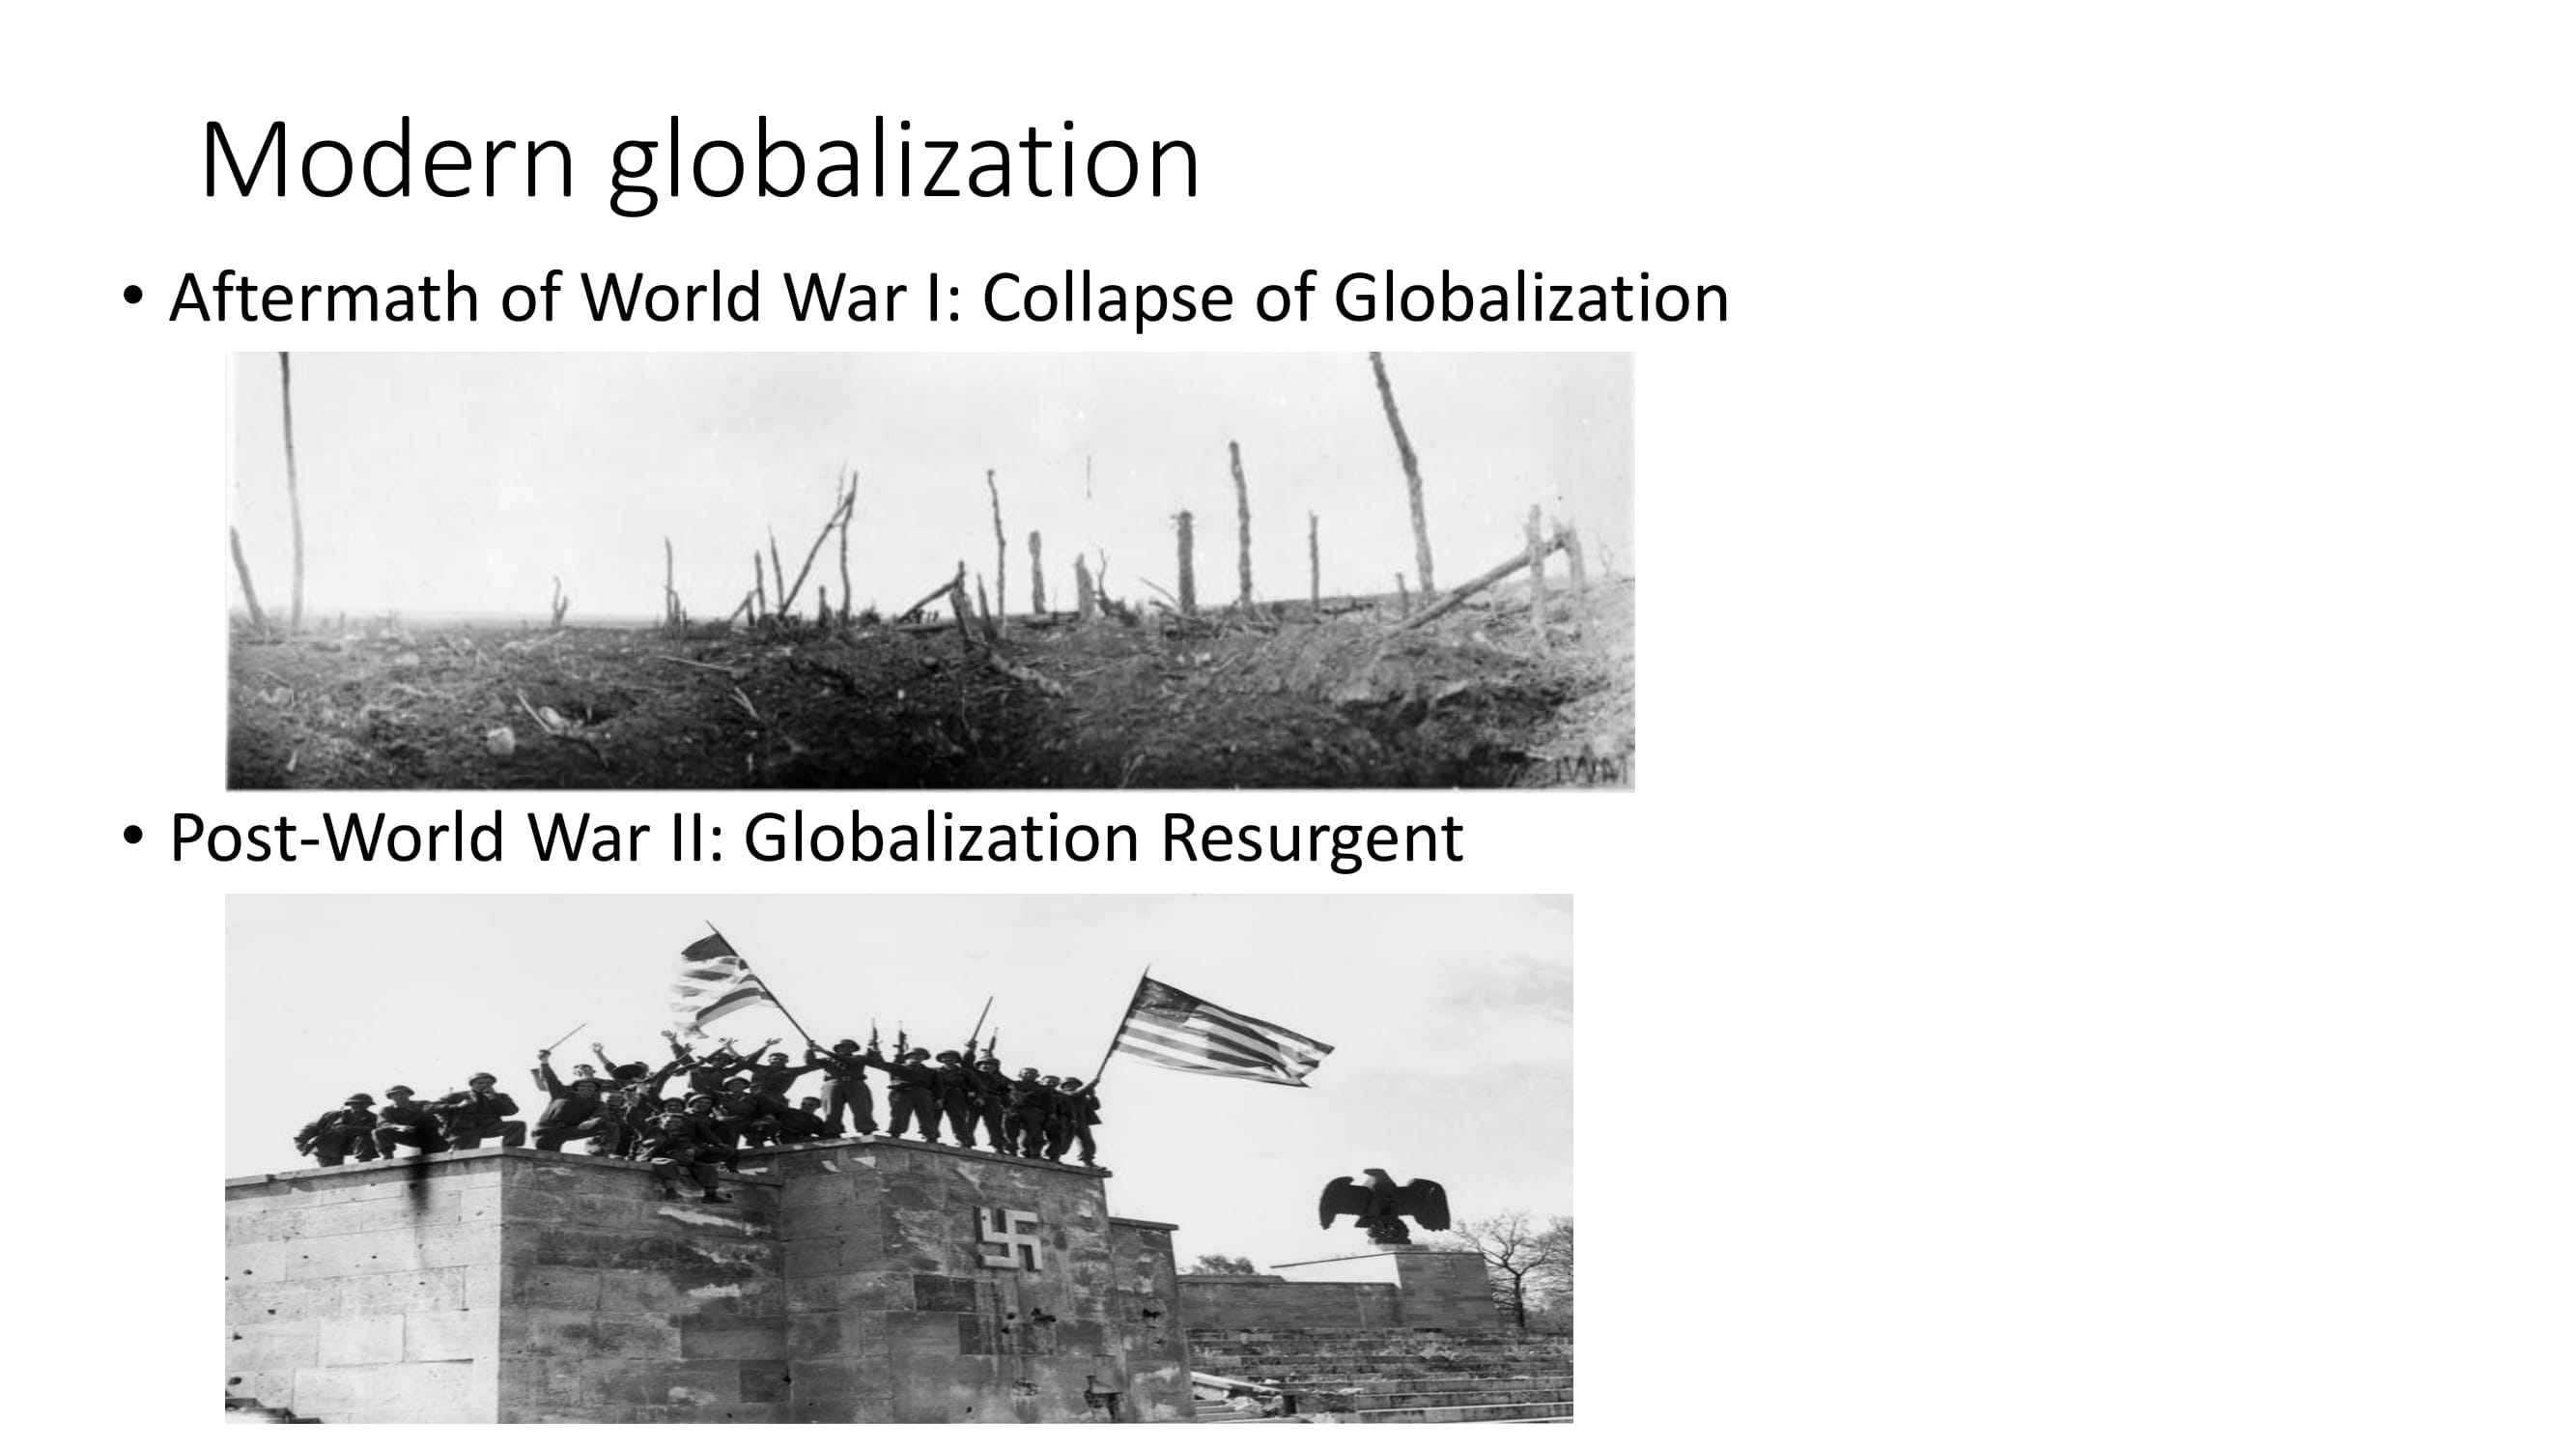 Modern globalization
• Aftermath of World War I: Collapse of Globalization
IWM
• Post-World War II: Globalization Resurgent